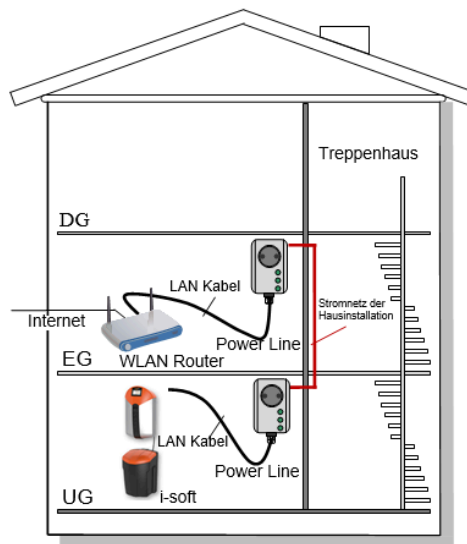 Treppenhaus
DG
LAN Kabel
Stromnetz der
Hausinstallation
Internet
Power Line
WLAN Router
EG
LAN Kabel
Power Line
i-soft
UG